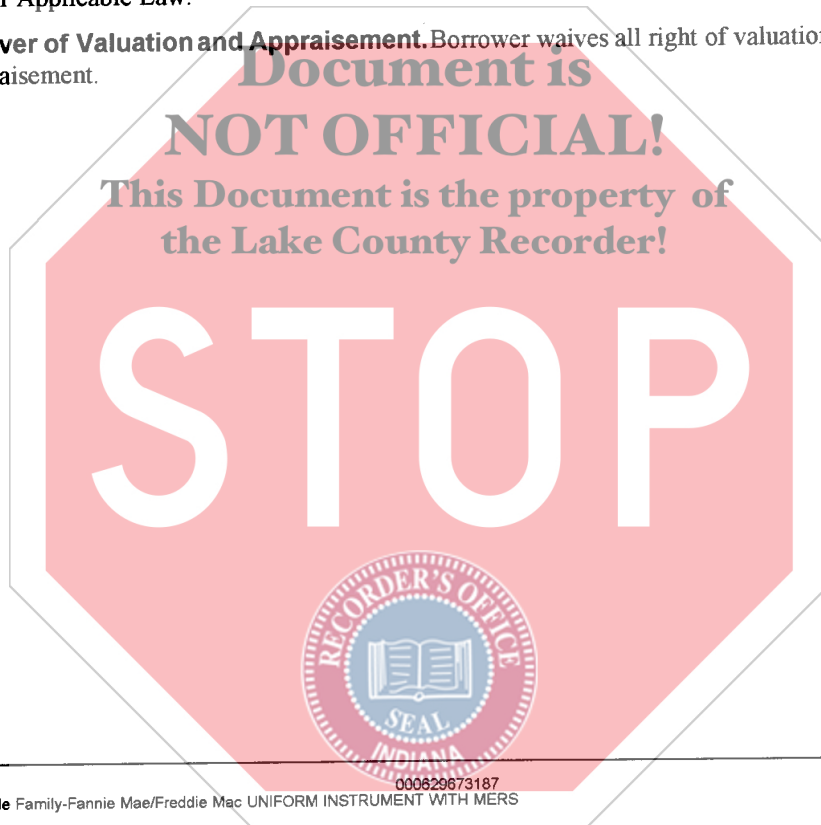 Applicable Law.
ver of Valuation and Appraisement. Borrower waives all right of valuation
aisement.
Document is
NOT OFFICIAL!
This Document is the property of
the Lake County Recorder!
STOP
RECORDER'S OFFICE
SEAL
INDIANA
000629673187
le Family-Fannie Mae/Freddie Mac UNIFORM INSTRUMENT WITH MERS